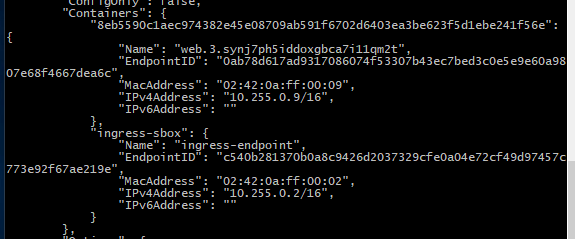 "ConfigOnly": false,
"Containers": {
"8eb5590c1aec974382e45e08709ab591f6702d6403ea3be623f5d1ebe241f56e":
{
"Name": "web.3.synj7ph5iddoxgbca7i11qm2t",
"EndpointID": "0ab78d617ad9317086074f53307b43ec7bed3c0e5e9e60a98
07e68f4667dea6c",
"MacAddress": "02:42:0a:ff:00:09",
"IPv4Address": "10.255.0.9/16",
"IPv6Address": ""
},
"ingress-sbox": {
"Name": "ingress-endpoint",
"EndpointID": "c540b281370b0a8c9426d2037329cfe0a04e72cf49d97457c
773e92f67ae219e",
"MacAddress": "02:42:0a:ff:00:02",
"IPv4Address": "10.255.0.2/16",
"IPv6Address": ""
}
},
"Options": {